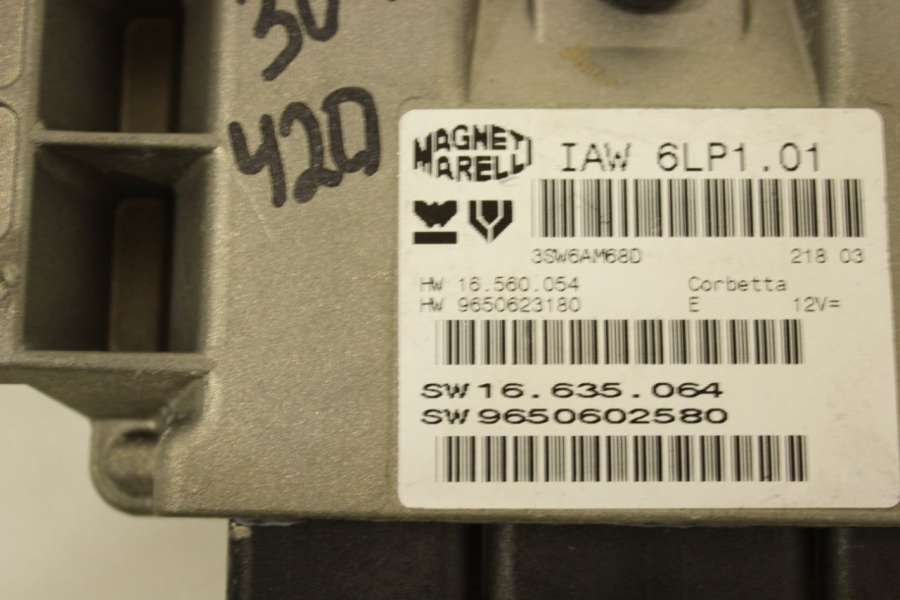 30
420
MAGNETI
MARELLI
IAW 6LP1.01
3SW6AM68D 218 03
HW 16.560.054 Corbetta
HW 9650623180 E 12V=
SW 16.635.064
SW 9650602580